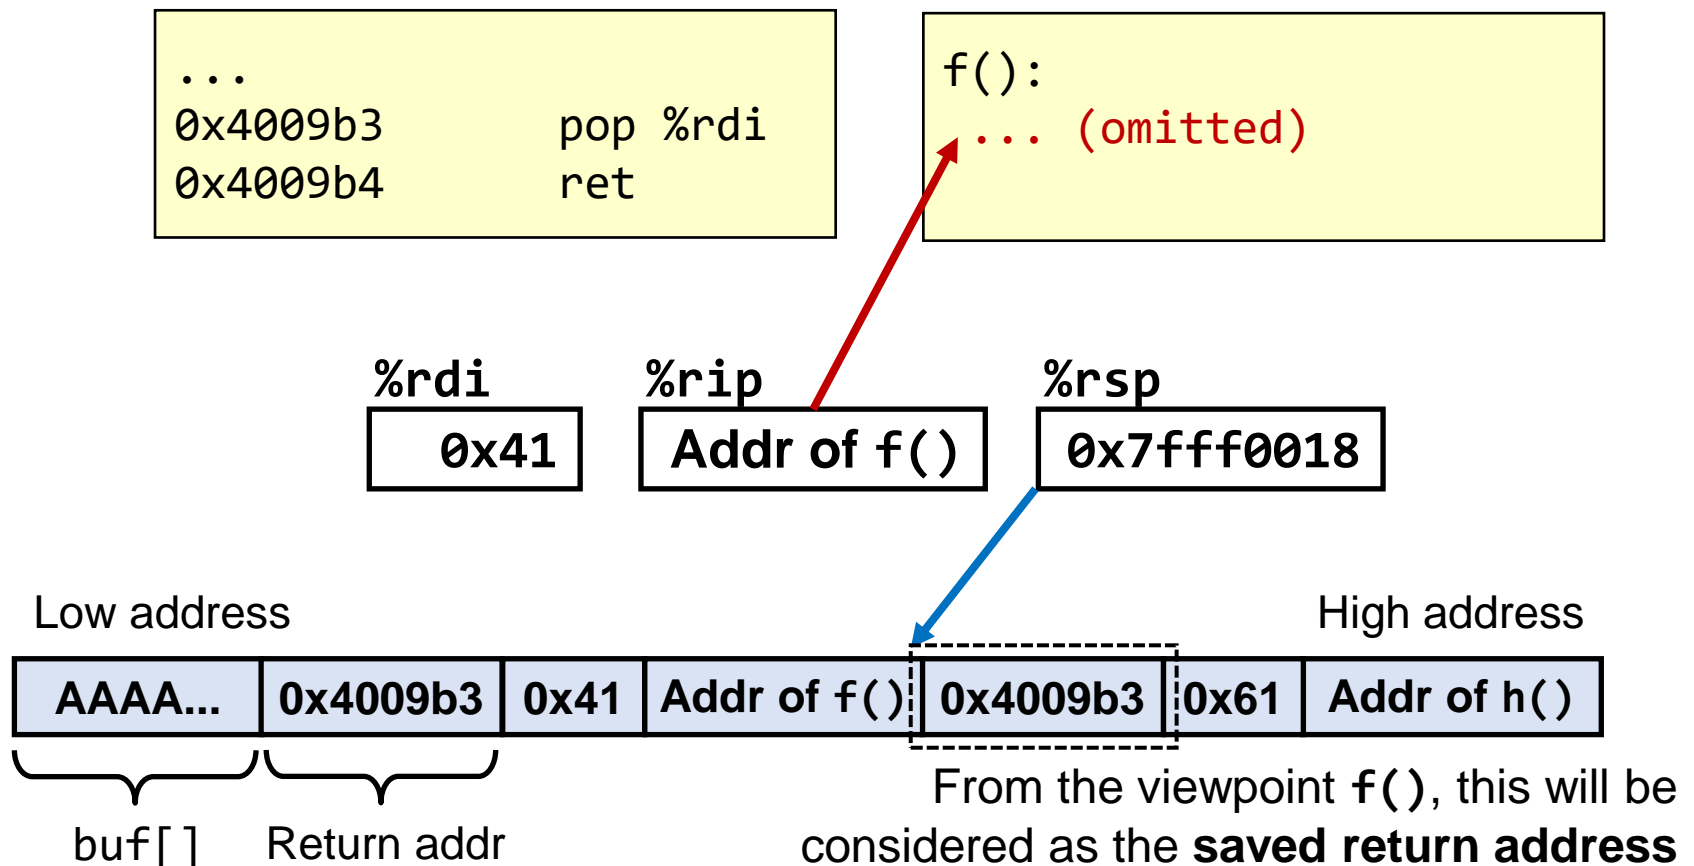 ...
0x4009b3 pop %rdi
0x4009b4 ret
f():
... (omitted)
%rdi %rip %rsp
0x41 Addr of f() 0x7fff0018
Low address High address
AAAA... 0x4009b3 0x41 Addr of f() 0x4009b3 0x61 Addr of h()
buf[] Return addr
From the viewpoint f(), this will be
considered as the saved return address